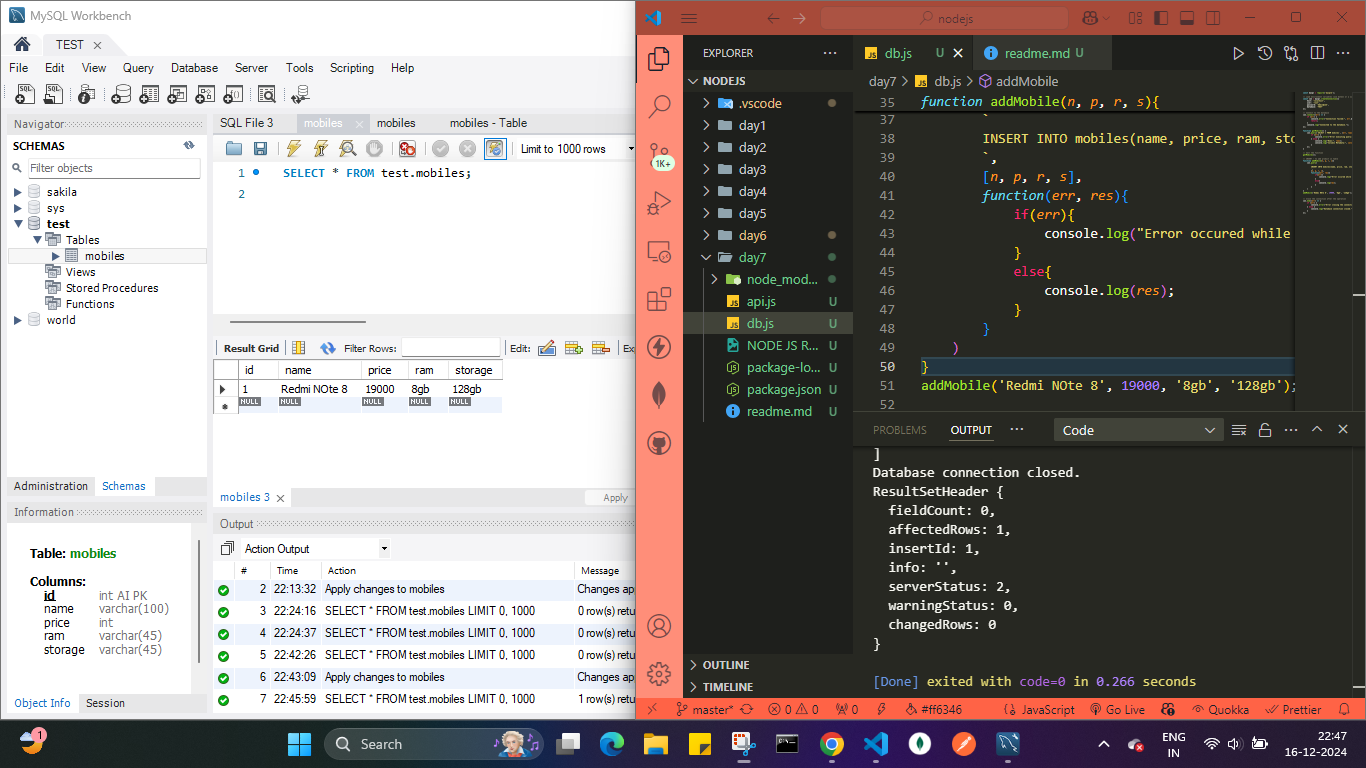 MySQL Workbench
TEST
File Edit View Query Database Server Tools Scripting Help
Navigator
SCHEMAS
Filter objects
sakila
sys
test
Tables
mobiles
Views
Stored Procedures
Functions
world
Administration Schemas
Information
Table: mobiles
Columns:
id int AI PK
name varchar(100)
price int
ram varchar(45)
storage varchar(45)
Object Info Session
SQL File 3 mobiles mobiles mobiles - Table
Limit to 1000 rows
1 SELECT * FROM test.mobiles;
2
Result Grid Filter Rows: Edit:
id name price ram storage
1 Redmi NOte 8 19000 8gb 128gb
NULL NULL NULL NULL NULL
mobiles 3 Apply
Output
Action Output
# Time Action Message
2 22:13:32 Apply changes to mobiles Changes ap
3 22:24:16 SELECT * FROM test.mobiles LIMIT 0, 1000 0 row(s) retu
4 22:24:37 SELECT * FROM test.mobiles LIMIT 0, 1000 0 row(s) retu
5 22:42:26 SELECT * FROM test.mobiles LIMIT 0, 1000 0 row(s) retu
6 22:43:09 Apply changes to mobiles Changes ap
7 22:45:59 SELECT * FROM test.mobiles LIMIT 0, 1000 1 row(s) retu
nodejs
1K+
EXPLORER
NODEJS
.vscode
day1
day2
day3
day4
day5
day6
day7
node_mod...
api.js U
db.js U
NODE JS R... U
package-lo... U
package.json U
readme.md U
OUTLINE
TIMELINE
db.js U readme.md U
day7 > db.js > addMobile
35 function addMobile(n, p, r, s){
37 `
38 INSERT INTO mobiles(name, price, ram, sto
39 `,
40 [n, p, r, s],
41 function(err, res){
42 if(err){
43 console.log("Error occured while
44 }
45 else{
46 console.log(res);
47 }
48 }
49 )
50 }
51 addMobile('Redmi NOte 8', 19000, '8gb', '128gb');
52
PROBLEMS OUTPUT Code
]
Database connection closed.
ResultSetHeader {
fieldCount: 0,
affectedRows: 1,
insertId: 1,
info: '',
serverStatus: 2,
warningStatus: 0,
changedRows: 0
}
[Done] exited with code=0 in 0.266 seconds
master* 0 0 0 #ff6346 JavaScript Go Live Quokka Prettier
1
Search
ENG
IN
22:47
16-12-2024